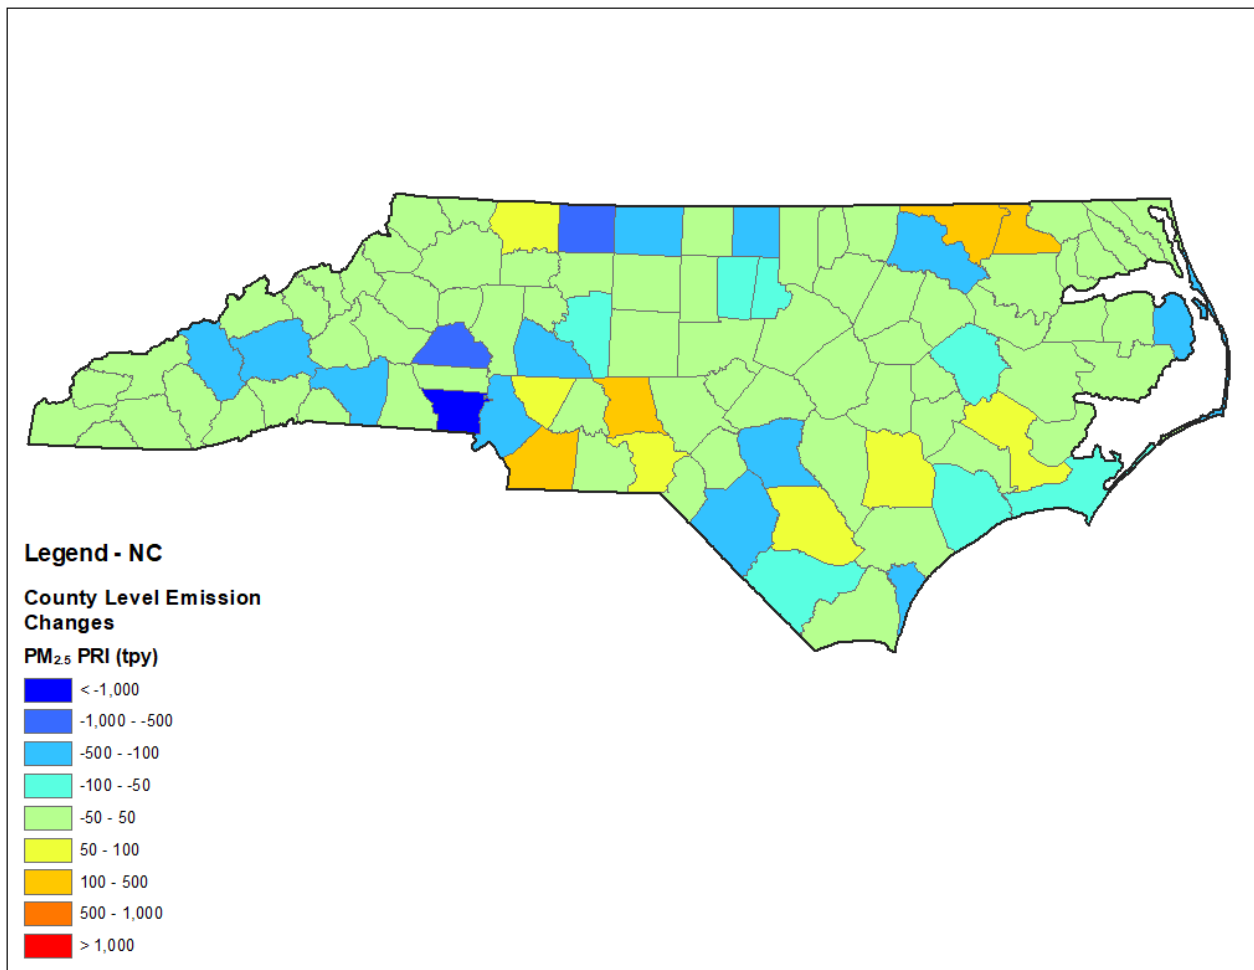 Legend - NC
County Level Emission
Changes
PM₂.₅ PRI (tpy)
< -1,000
-1,000 - -500
-500 - -100
-100 - -50
-50 - 50
50 - 100
100 - 500
500 - 1,000
> 1,000